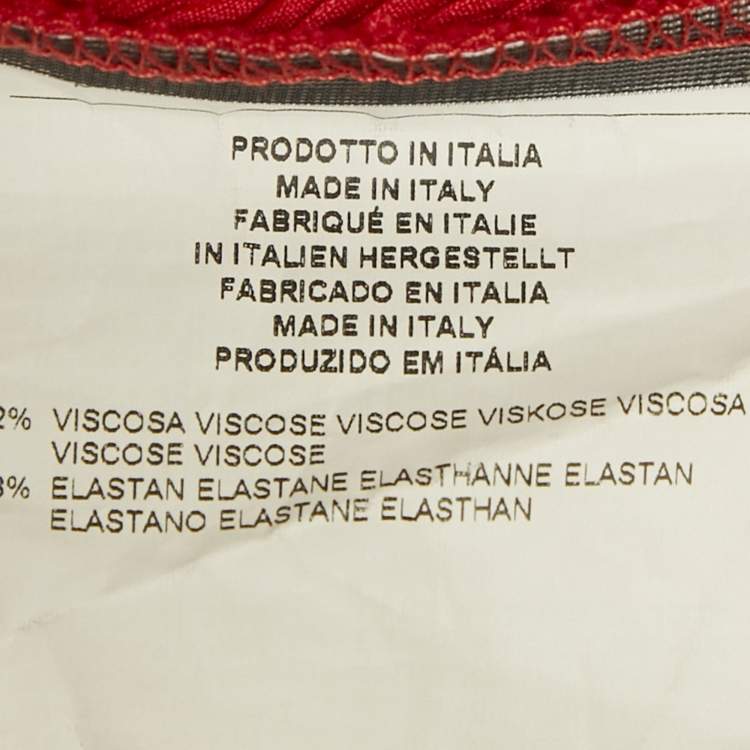 PRODOTTO IN ITALIA
MADE IN ITALY
FABRIQUÉ EN ITALIE
IN ITALIEN HERGESTELLT
FABRICADO EN ITALIA
MADE IN ITALY
PRODUZIDO EM ITÁLIA
2% VISCOSA VISCOSE VISCOSE VISKOSE VISCOSA
VISCOSE VISCOSE
8% ELASTAN ELASTANE ELASTHANNE ELASTAN
ELASTANO ELASTANE ELASTHAN